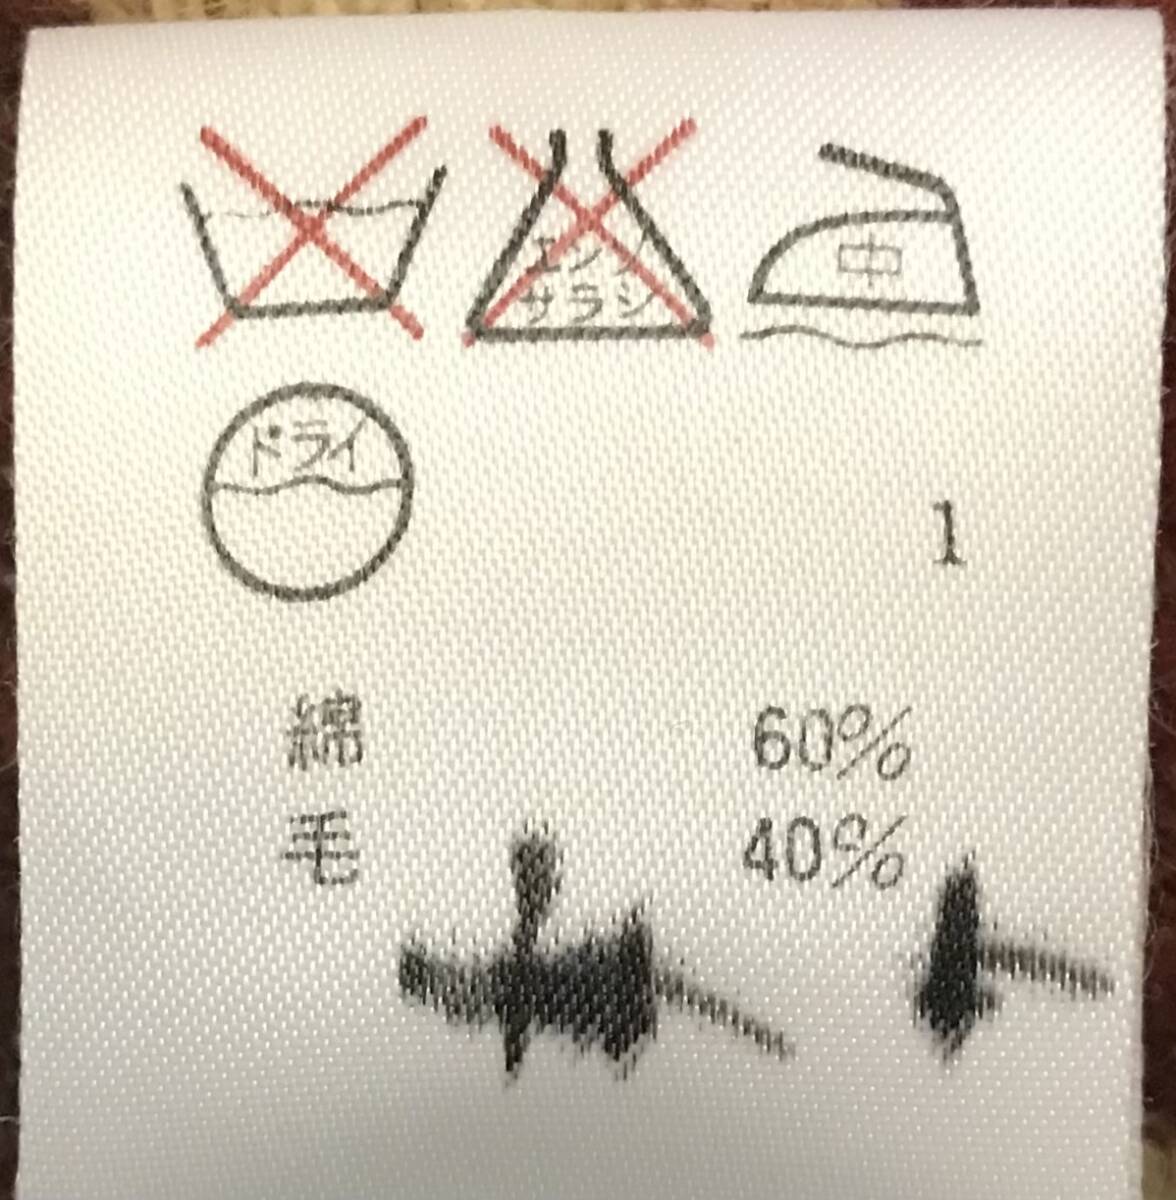 エンソ 中
サラシ
ドライ
1
綿 60%
毛 40%